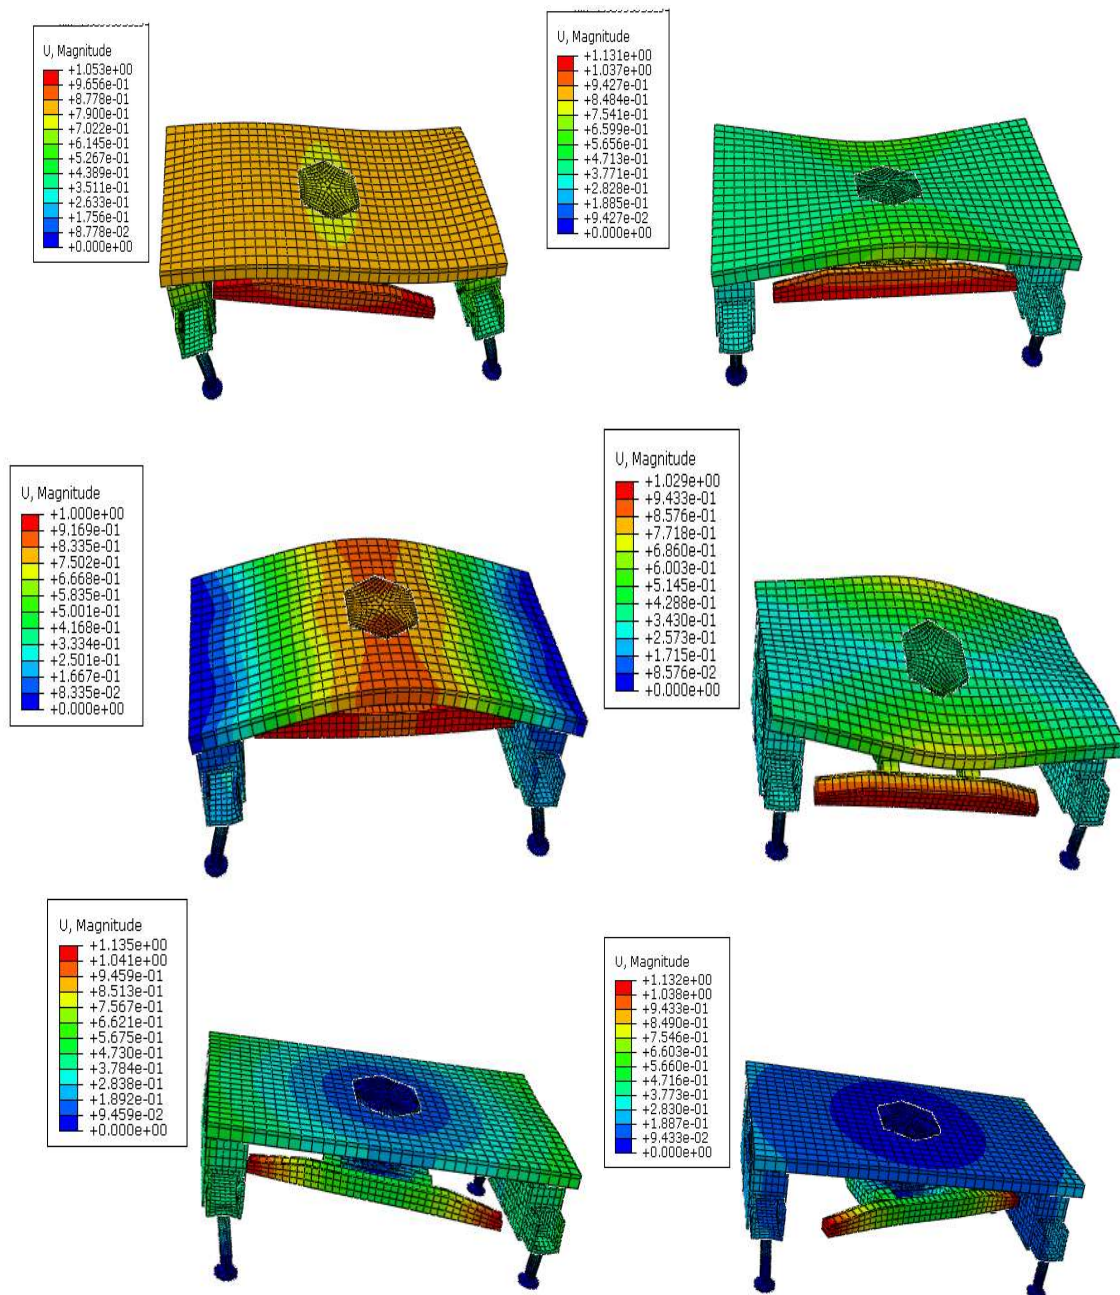 U, Magnitude
+1.053e+00
+9.656e-01
+8.778e-01
+7.900e-01
+7.022e-01
+6.145e-01
+5.267e-01
+4.389e-01
+3.511e-01
+2.633e-01
+1.756e-01
+8.778e-02
+0.000e+00
U, Magnitude
+1.131e+00
+1.037e+00
+9.427e-01
+8.484e-01
+7.541e-01
+6.599e-01
+5.656e-01
+4.713e-01
+3.771e-01
+2.828e-01
+1.885e-01
+9.427e-02
+0.000e+00
U, Magnitude
+1.000e+00
+9.169e-01
+8.335e-01
+7.502e-01
+6.668e-01
+5.835e-01
+5.001e-01
+4.168e-01
+3.334e-01
+2.501e-01
+1.667e-01
+8.335e-02
+0.000e+00
U, Magnitude
+1.029e+00
+9.433e-01
+8.576e-01
+7.718e-01
+6.860e-01
+6.003e-01
+5.145e-01
+4.288e-01
+3.430e-01
+2.573e-01
+1.715e-01
+8.576e-02
+0.000e+00
U, Magnitude
+1.135e+00
+1.041e+00
+9.459e-01
+8.513e-01
+7.567e-01
+6.621e-01
+5.675e-01
+4.730e-01
+3.784e-01
+2.838e-01
+1.892e-01
+9.459e-02
+0.000e+00
U, Magnitude
+1.132e+00
+1.038e+00
+9.433e-01
+8.490e-01
+7.546e-01
+6.603e-01
+5.660e-01
+4.716e-01
+3.773e-01
+2.830e-01
+1.887e-01
+9.433e-02
+0.000e+00